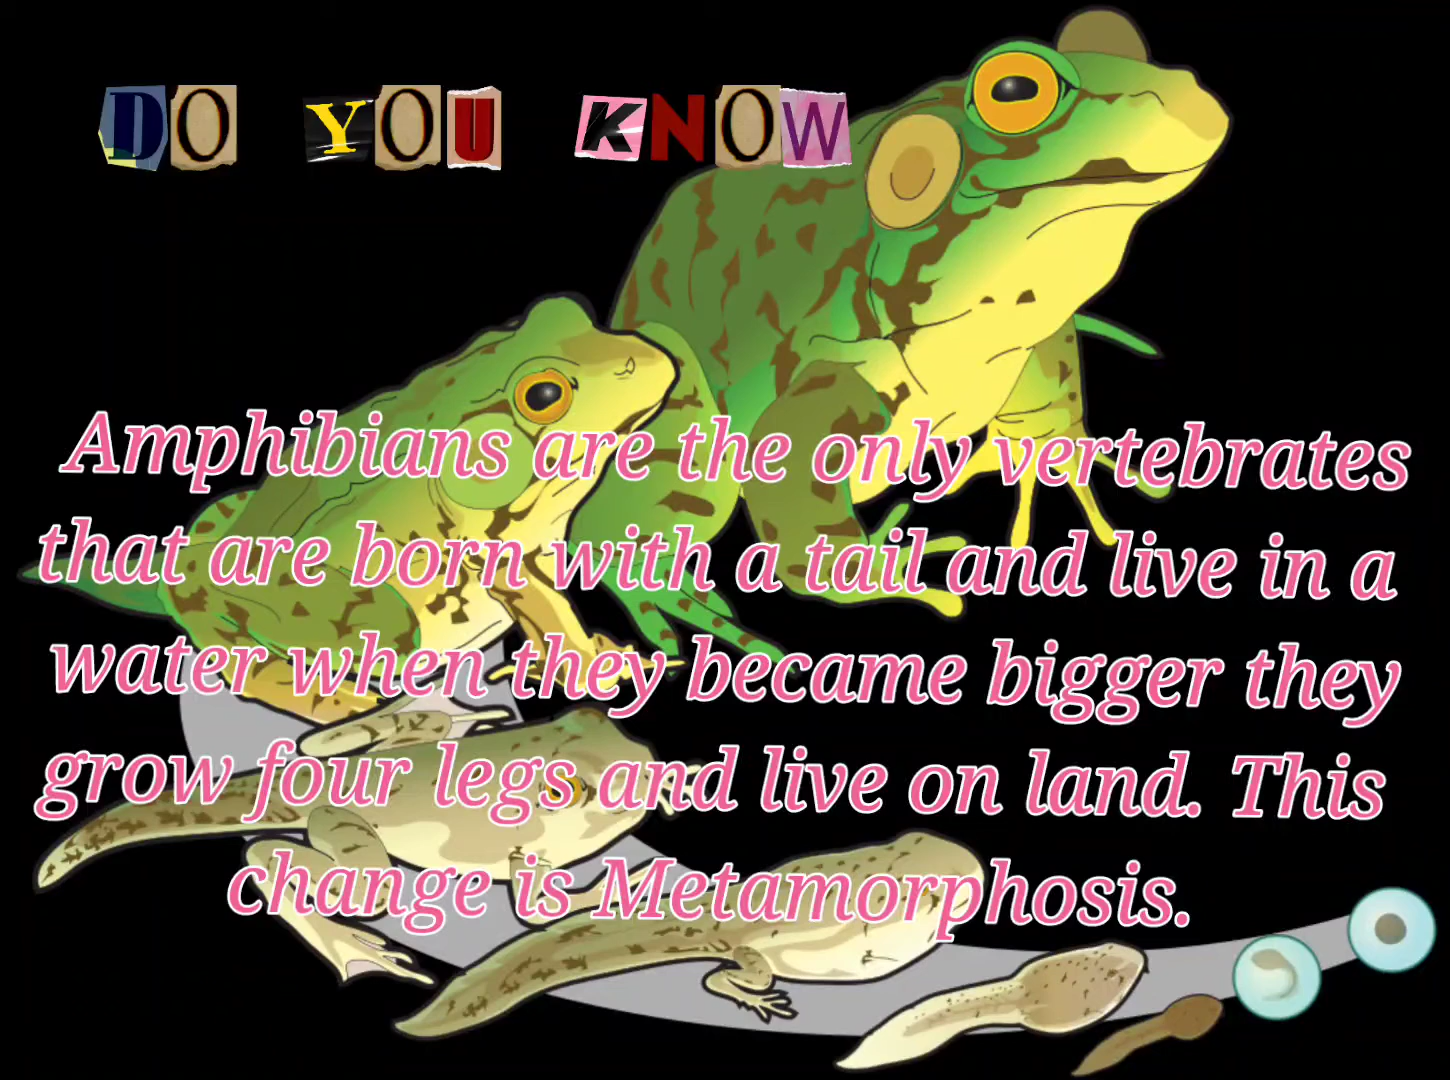 DO YOU KNOW
Amphibians are the only vertebrates
that are born with a tail and live in a
water when they became bigger they
grow four legs and live on land. This
change is Metamorphosis.